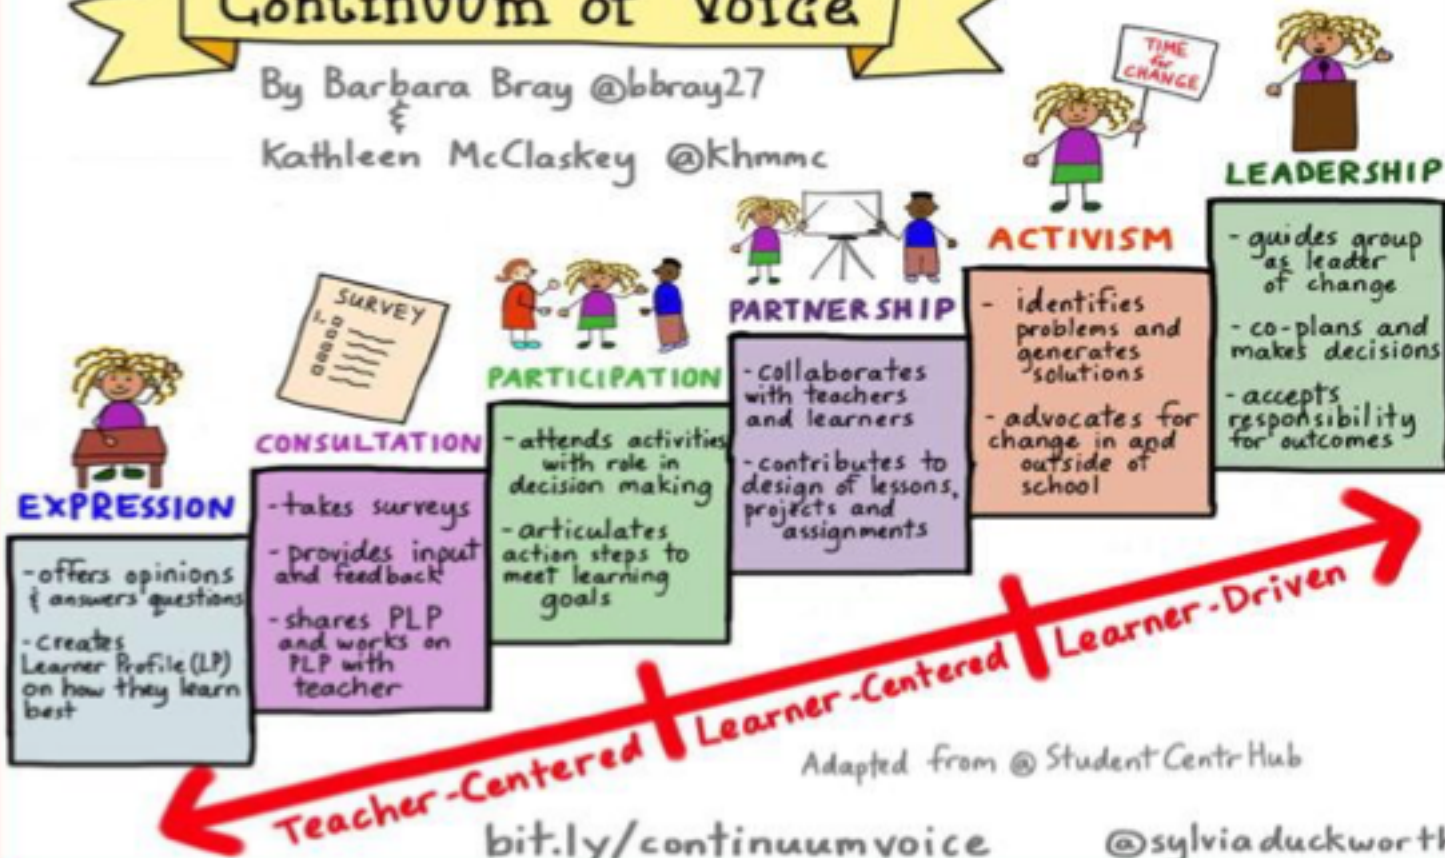 Continuum of Voice
By Barbara Bray @bbray27
&
Kathleen McClaskey @khmmc
EXPRESSION
- offers opinions
& answers questions
- creates
Learner Profile (LP)
on how they learn
best
SURVEY
1.
CONSULTATION
- takes surveys
- provides input
and feedback
- shares PLP
and works on
PLP with
teacher
PARTICIPATION
- attends activities
with role in
decision making
- articulates
action steps to
meet learning
goals
PARTNERSHIP
- collaborates
with teachers
and learners
- contributes to
design of lessons,
projects and
assignments
TIME
for
CHANGE
ACTIVISM
- identifies
problems and
generates
solutions
- advocates for
change in and
outside of
school
LEADERSHIP
- guides group
as leader
of change
- co-plans and
makes decisions
- accepts
responsibility
for outcomes
Teacher-Centered
Learner-Centered
Learner-Driven
Adapted from @StudentCentrHub
bit.ly/continuumvoice
@sylviaduckworth